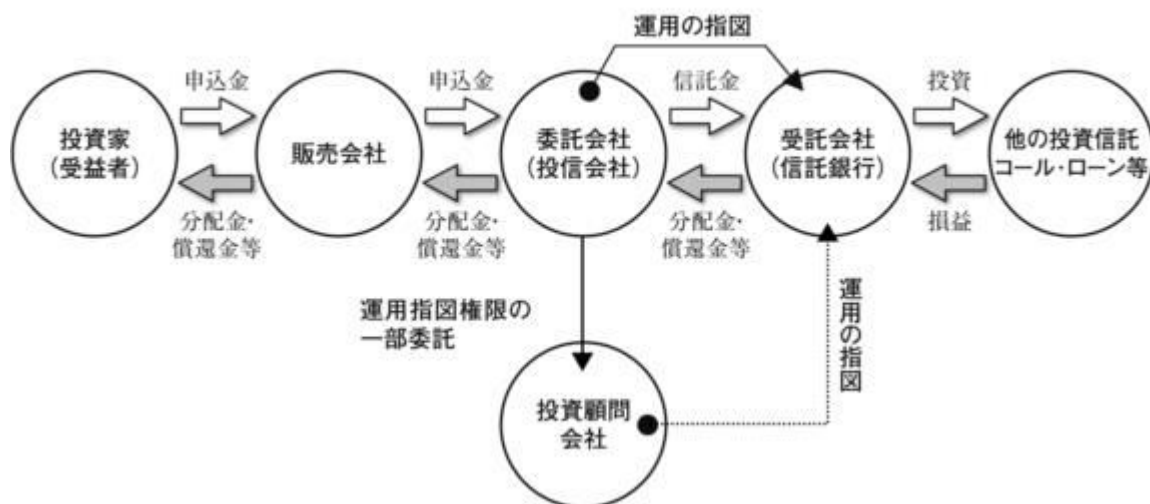 運用の指図
申込金
申込金
信託金
投資
投資家
(受益者)
販売会社
委託会社
(投信会社)
受託会社
(信託銀行)
他の投資信託
コール・ローン等
分配金・
償還金等
分配金・
償還金等
分配金・
償還金等
損益
運用指図権限の
一部委託
運用の指図
投資顧問
会社